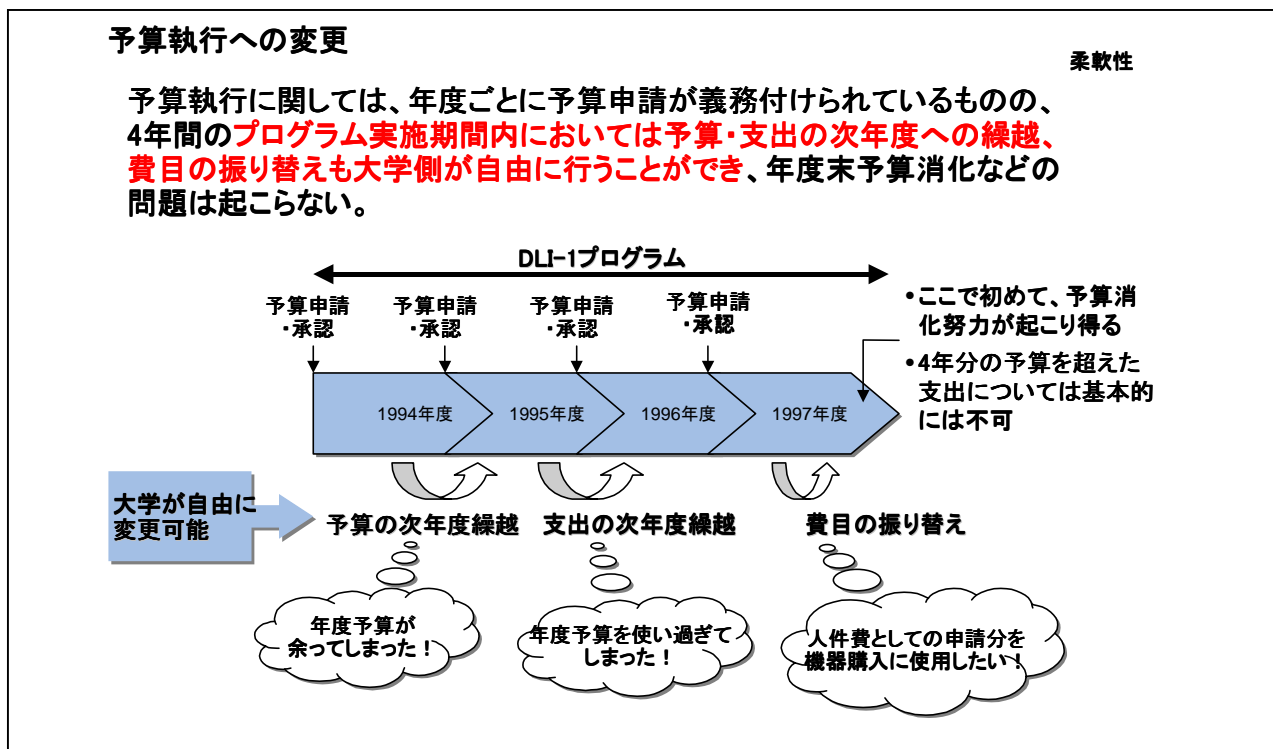 予算執行への変更
柔軟性
予算執行に関しては、年度ごとに予算申請が義務付けられているものの、
4年間のプログラム実施期間内においては予算・支出の次年度への繰越、
費目の振り替えも大学側が自由に行うことができ、年度末予算消化などの
問題は起こらない。
DLI-1プログラム
予算申請
・承認
予算申請
・承認
予算申請
・承認
予算申請
・承認
•ここで初めて、予算消
化努力が起こり得る
•4年分の予算を超えた
支出については基本的
には不可
1994年度
1995年度
1996年度
1997年度
大学が自由に
変更可能
予算の次年度繰越
支出の次年度繰越
費目の振り替え
年度予算が
余ってしまった！
年度予算を使い過ぎて
しまった！
人件費としての申請分を
機器購入に使用したい！